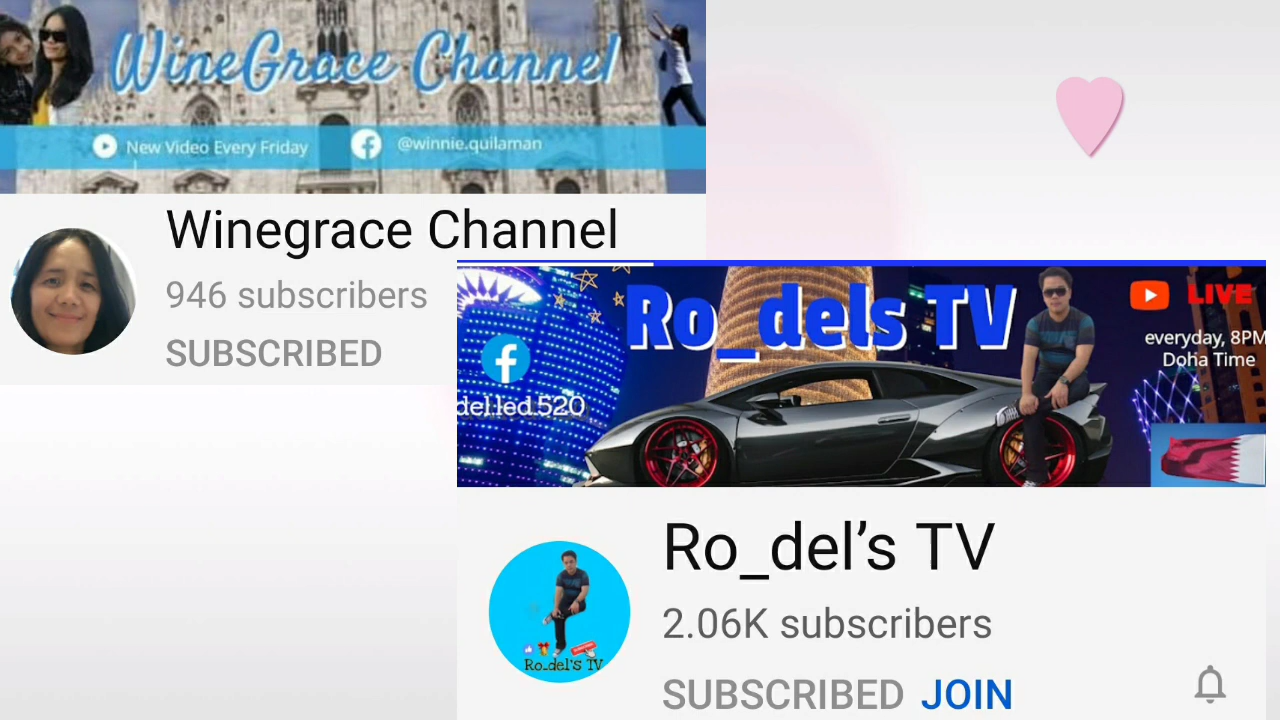 WineGrace Channel
New Video Every Friday
@winnie.quilaman
Winegrace Channel
946 subscribers
SUBSCRIBED
Ro_dels TV
LIVE
everyday, 8PM
Doha Time
del.led.520
Ro_del’s TV
2.06K subscribers
Ro_del's TV
SUBSCRIBED JOIN